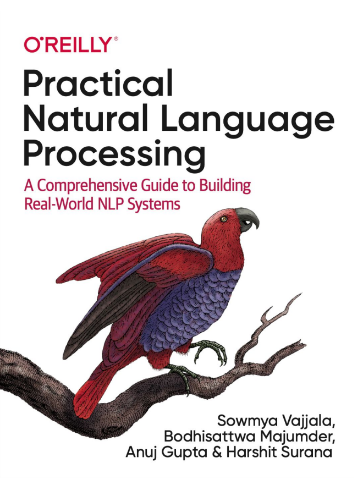 O'REILLY®
Practical
Natural Language
Processing
A Comprehensive Guide to Building
Real-World NLP Systems
Sowmya Vajjala,
Bodhisattwa Majumder,
Anuj Gupta & Harshit Surana